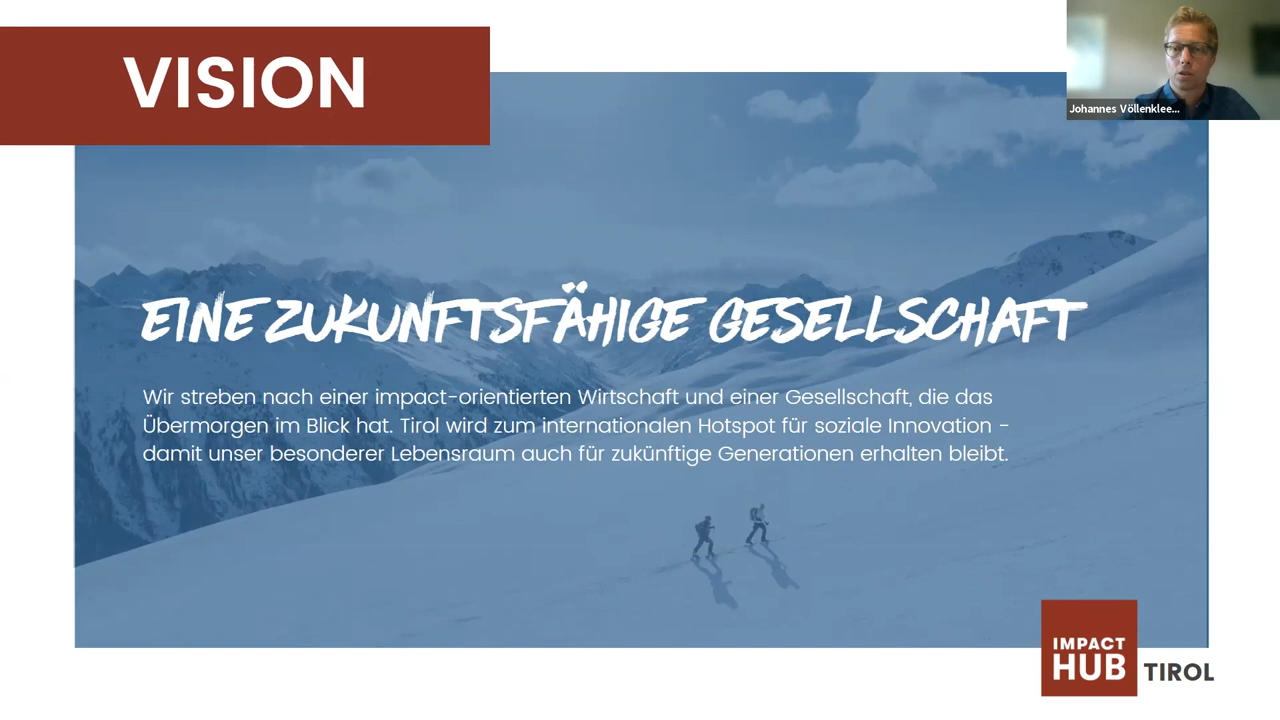 VISION
Johannes Völlenklee...
EINE ZUKUNFTSFÄHIGE GESELLSCHAFT
Wir streben nach einer impact-orientierten Wirtschaft und einer Gesellschaft, die das
Übermorgen im Blick hat. Tirol wird zum internationalen Hotspot für soziale Innovation -
damit unser besonderer Lebensraum auch für zukünftige Generationen erhalten bleibt.
IMPACT
HUB TIROL